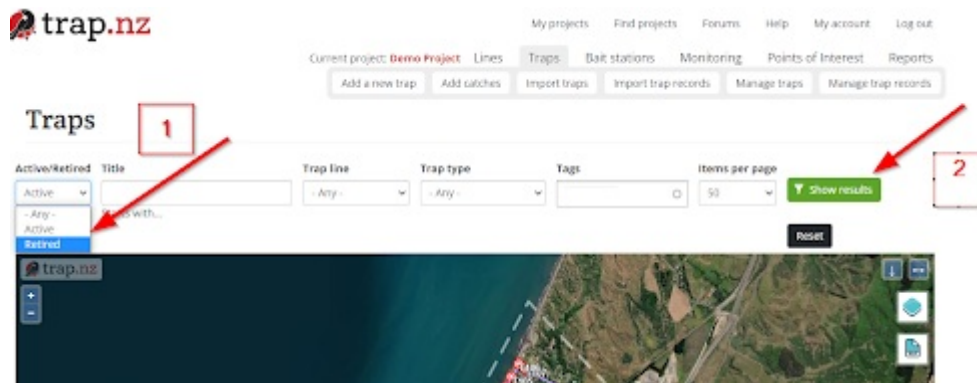 trap.nz
My projects Find projects Forums Help My account Log out
Current project: Demo Project Lines Traps Bait stations Monitoring Points of Interest Reports
Add a new trap Add catches Import traps Import trap records Manage traps Manage trap records
Traps
1
2
Active/Retired Title Trap line Trap type Tags Items per page
Active - Any - - Any - 50 Show results
- Any -
with...
Active
Retired
Reset
trap.nz
+
-